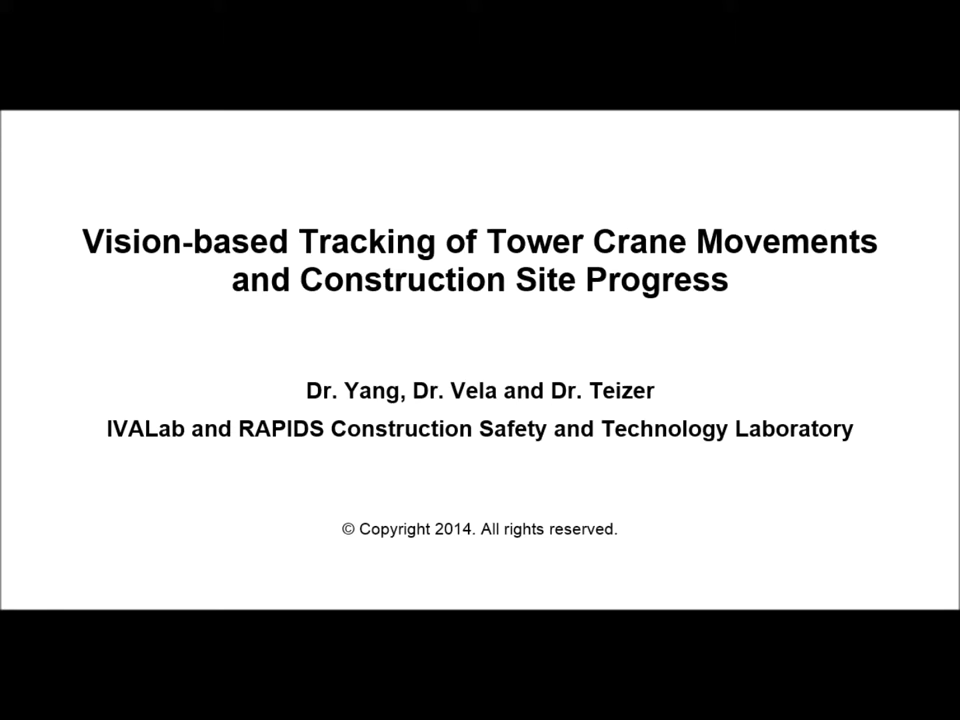 Vision-based Tracking of Tower Crane Movements
and Construction Site Progress
Dr. Yang, Dr. Vela and Dr. Teizer
IVALab and RAPIDS Construction Safety and Technology Laboratory
© Copyright 2014. All rights reserved.